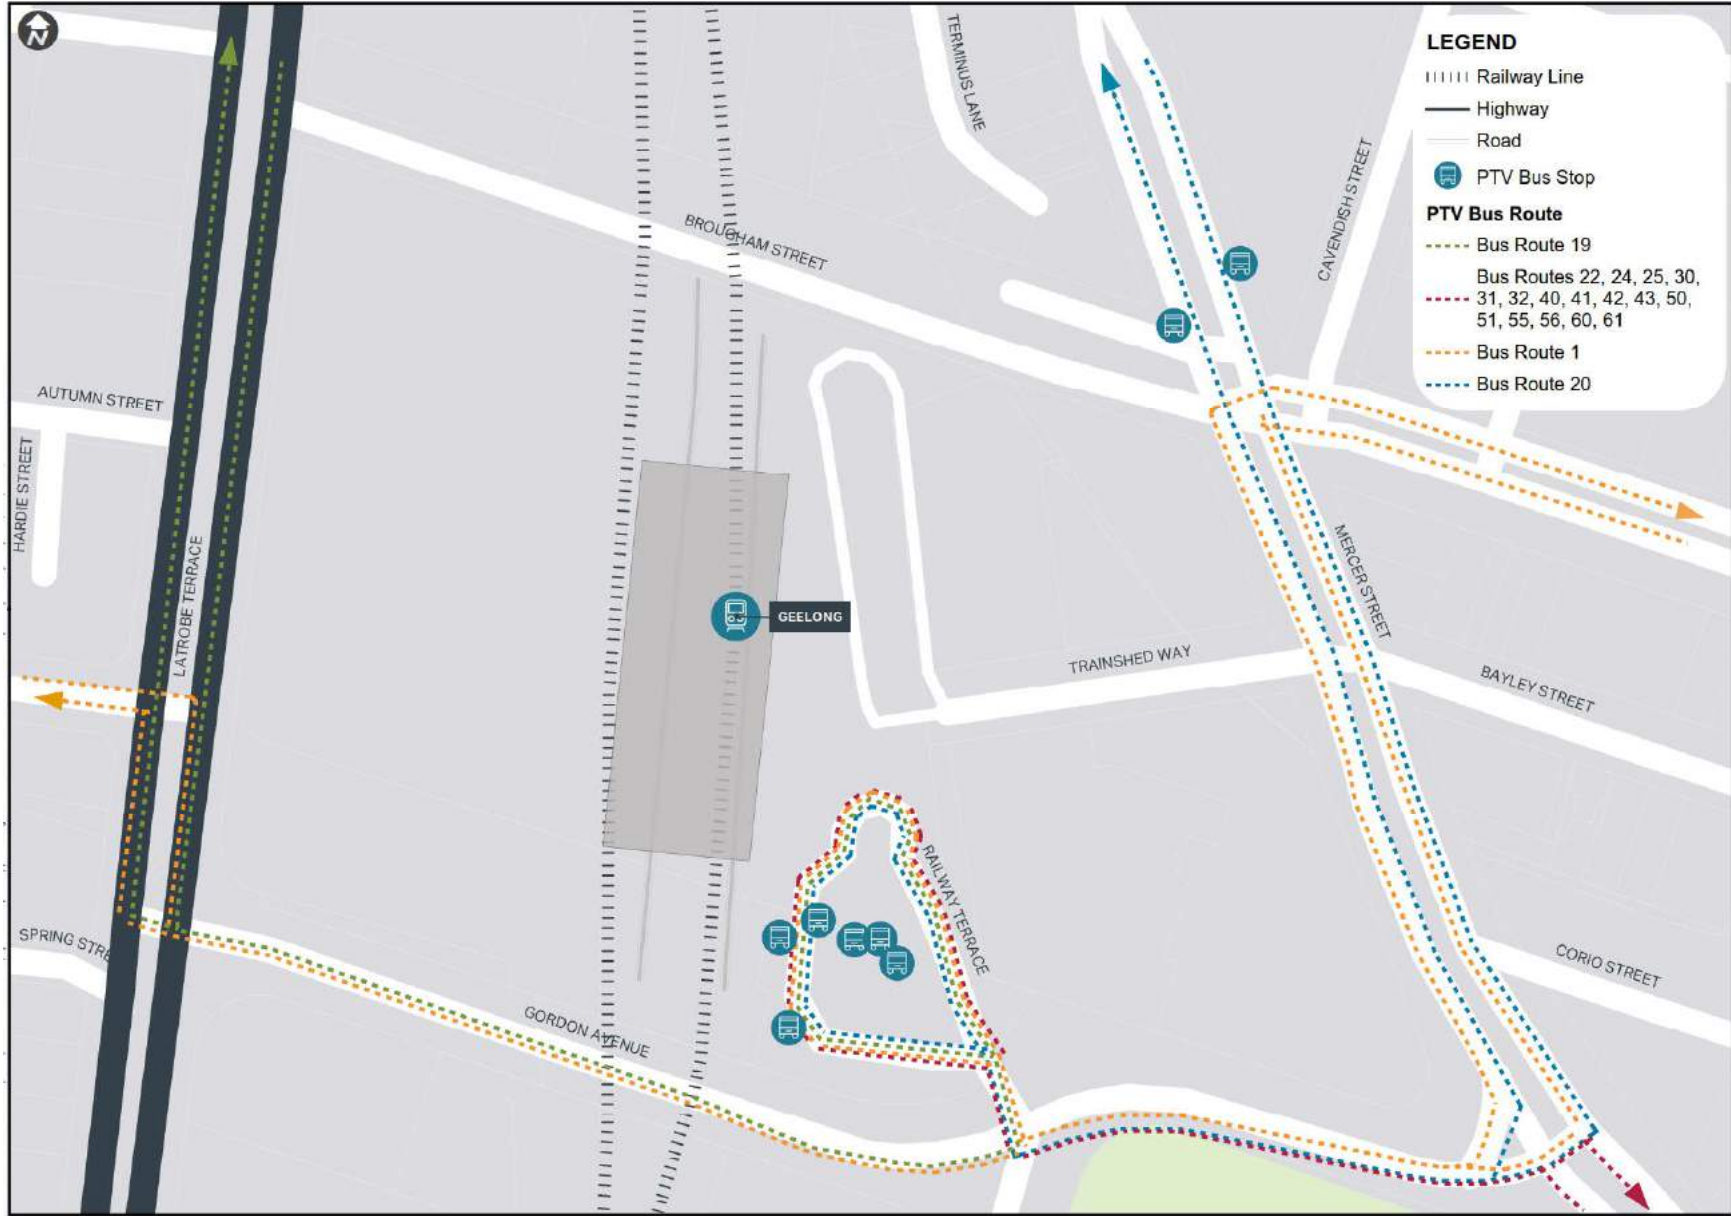 N
LEGEND
Railway Line
Highway
Road
PTV Bus Stop
PTV Bus Route
Bus Route 19
Bus Routes 22, 24, 25, 30,
31, 32, 40, 41, 42, 43, 50,
51, 55, 56, 60, 61
Bus Route 1
Bus Route 20
TERMINUS LANE
CAVENDISH STREET
BROUGHAM STREET
AUTUMN STREET
HARDIE STREET
LATROBE TERRACE
GEELONG
MERCER STREET
TRAINSHED WAY
BAYLEY STREET
RAILWAY TERRACE
SPRING STRE
CORIO STREET
GORDON AVENUE